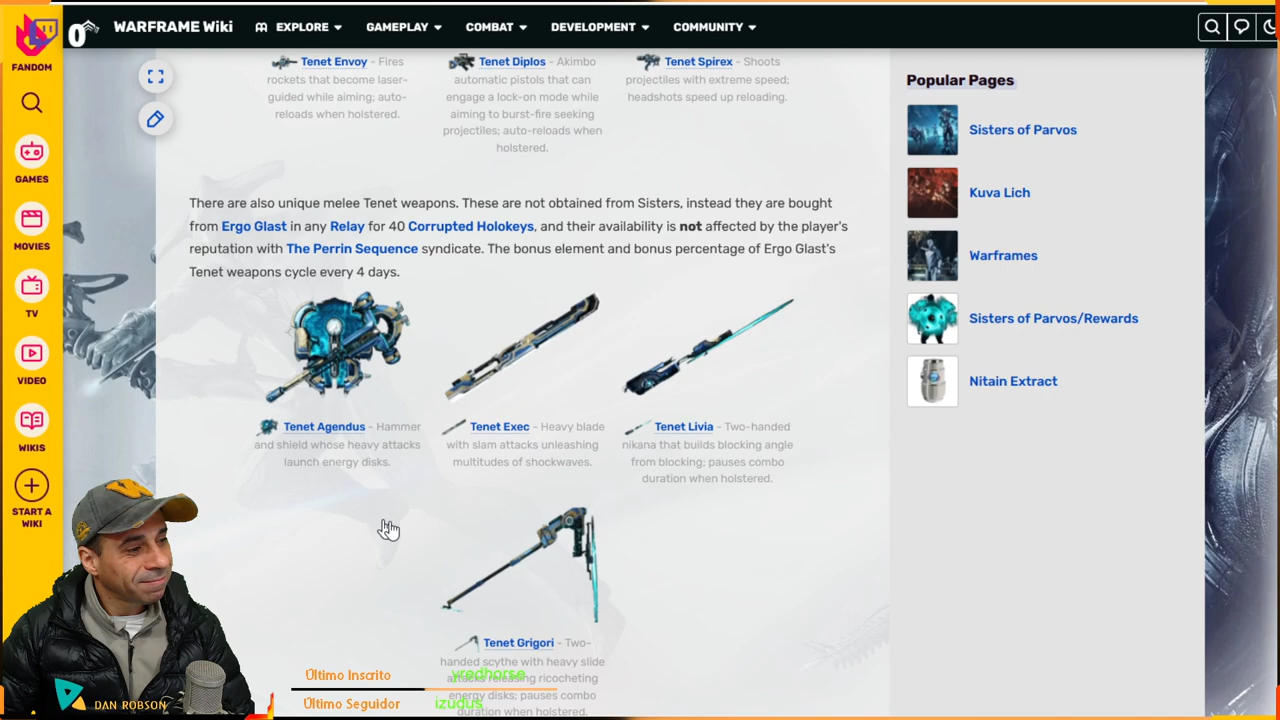 FANDOM
WARFRAME Wiki
EXPLORE
GAMEPLAY
COMBAT
DEVELOPMENT
COMMUNITY
GAMES
MOVIES
TV
VIDEO
WIKIS
START A
WIKI
Tenet Envoy - Fires
rockets that become laser-
guided while aiming; auto-
reloads when holstered.
Tenet Diplos - Akimbo
automatic pistols that can
engage a lock-on mode while
aiming to burst-fire seeking
projectiles; auto-reloads when
holstered.
Tenet Spirex - Shoots
projectiles with extreme speed;
headshots speed up reloading.
There are also unique melee Tenet weapons. These are not obtained from Sisters, instead they are bought
from Ergo Glast in any Relay for 40 Corrupted Holokeys, and their availability is not affected by the player's
reputation with The Perrin Sequence syndicate. The bonus element and bonus percentage of Ergo Glast's
Tenet weapons cycle every 4 days.
Tenet Agendus - Hammer
and shield whose heavy attacks
launch energy disks.
Tenet Exec - Heavy blade
with slam attacks unleashing
multitudes of shockwaves.
Tenet Livia - Two-handed
nikana that builds blocking angle
from blocking; pauses combo
duration when holstered.
Tenet Grigori - Two-
handed scythe with heavy slide
attacks releasing ricocheting
energy disks; pauses combo
duration when holstered.
Popular Pages
Sisters of Parvos
Kuva Lich
Warframes
Sisters of Parvos/Rewards
Nitain Extract
Último Inscrito
yredhorse
Último Seguidor
izudus
DAN ROBSON
0